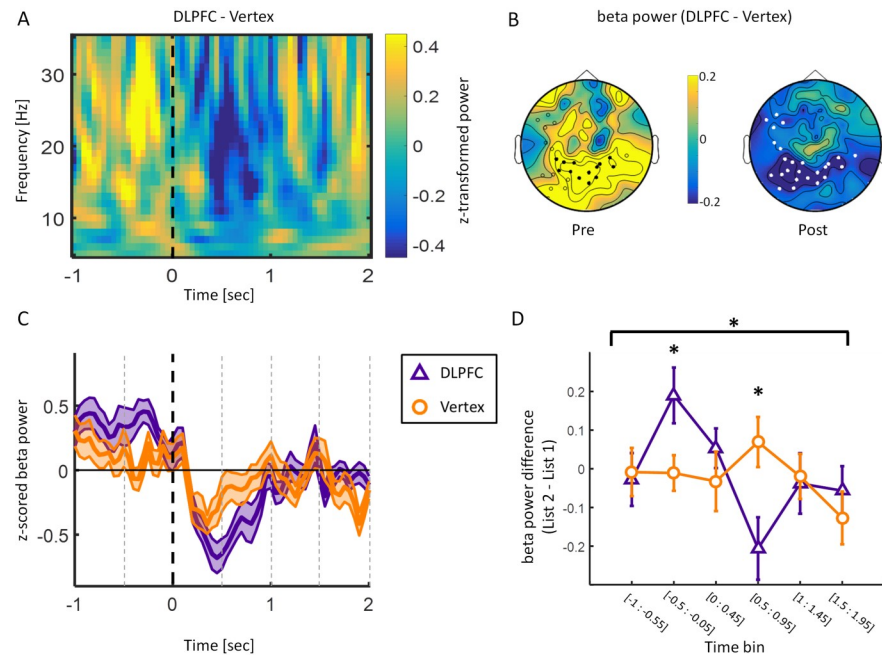 A
DLPFC - Vertex
Frequency [Hz]
30
20
10
-1
0
1
2
Time [sec]
0.4
0.2
0
-0.2
-0.4
z-transformed power
B
beta power (DLPFC - Vertex)
0.2
0
-0.2
Pre
Post
C
z-scored beta power
0.5
0
-0.5
-1
0
1
2
Time [sec]
DLPFC
Vertex
D
*
*
*
beta power difference
(List 2 - List 1)
0.2
0.1
0
-0.1
-0.2
[-1 : -0.55]
[-0.5 : -0.05]
[0 : 0.45]
[0.5 : 0.95]
[1 : 1.45]
[1.5 : 1.95]
Time bin